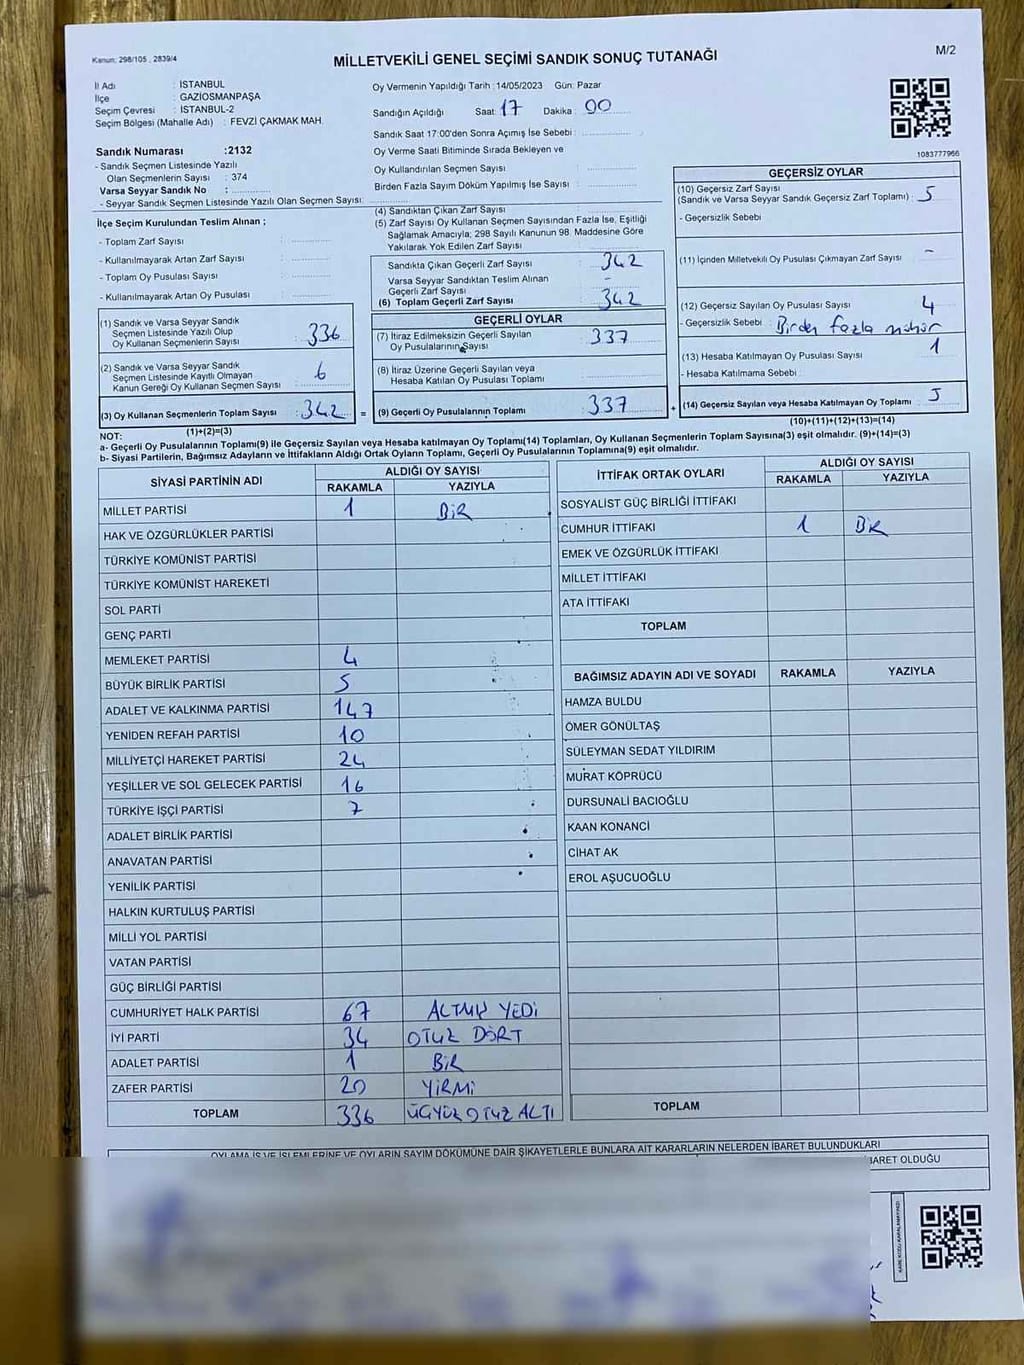 Kanun: 298/105 , 2839/4
MİLLETVEKİLİ GENEL SEÇİMİ SANDIK SONUÇ TUTANAĞI
M/2
İl Adı : İSTANBUL
İlçe : GAZİOSMANPAŞA
Seçim Çevresi : İSTANBUL-2
Seçim Bölgesi (Mahalle Adı) : FEVZİ ÇAKMAK MAH.
Sandık Numarası :2132
- Sandık Seçmen Listesinde Yazılı
Olan Seçmenlerin Sayısı : 374
Varsa Seyyar Sandık No :
- Seyyar Sandık Seçmen Listesinde Yazılı Olan Seçmen Sayısı:
Oy Vermenin Yapıldığı Tarih :14/05/2023 Gün: Pazar
Sandığın Açıldığı Saat: 17 Dakika : 00
Sandık Saat 17:00'den Sonra Açımış İse Sebebi :
Oy Verme Saati Bitiminde Sırada Bekleyen ve
Oy Kullandırılan Seçmen Sayısı :
Birden Fazla Sayım Döküm Yapılmış İse Sayısı :
1083777966
İlçe Seçim Kurulundan Teslim Alınan ;
- Toplam Zarf Sayısı :
- Kullanılmayarak Artan Zarf Sayısı :
- Toplam Oy Pusulası Sayısı :
- Kullanılmayarak Artan Oy Pusulası :
(4) Sandıktan Çıkan Zarf Sayısı :
(5) Zarf Sayısı Oy Kullanan Seçmen Sayısından Fazla İse, Eşitliği
Sağlamak Amacıyla; 298 Sayılı Kanunun 98. Maddesine Göre
Yakılarak Yok Edilen Zarf Sayısı :
Sandıkta Çıkan Geçerli Zarf Sayısı : 342
Varsa Seyyar Sandıktan Teslim Alınan
Geçerli Zarf Sayısı : -
(6) Toplam Geçerli Zarf Sayısı : 342
GEÇERSİZ OYLAR
(10) Geçersiz Zarf Sayısı
(Sandık ve Varsa Seyyar Sandık Geçersiz Zarf Toplamı) : 5
- Geçersizlik Sebebi
(11) İçinden Milletvekili Oy Pusulası Çıkmayan Zarf Sayısı : -
(12) Geçersiz Sayılan Oy Pusulası Sayısı : 4
- Geçersizlik Sebebi : Birden fazla mühür
(13) Hesaba Katılmayan Oy Pusulası Sayısı : 1
- Hesaba Katılmama Sebebi :
(14) Geçersiz Sayılan veya Hesaba Katılmayan Oy Toplamı : 5
(10)+(11)+(12)+(13)=(14)
(1) Sandık ve Varsa Seyyar Sandık
Seçmen Listesinde Yazılı Olup
Oy Kullanan Seçmenlerin Sayısı : 336
(2) Sandık ve Varsa Seyyar Sandık
Seçmen Listesinde Kayıtlı Olmayan
Kanun Gereği Oy Kullanan Seçmen Sayısı : 6
(3) Oy Kullanan Seçmenlerin Toplam Sayısı : 342 =
(1)+(2)=(3)
GEÇERLİ OYLAR
(7) İtiraz Edilmeksizin Geçerli Sayılan
Oy Pusulalarının Sayısı : 337
(8) İtiraz Üzerine Geçerli Sayılan veya
Hesaba Katılan Oy Pusulası Toplamı :
(9) Geçerli Oy Pusulalarının Toplamı : 337 +
NOT:
a- Geçerli Oy Pusulalarının Toplamı(9) ile Geçersiz Sayılan veya Hesaba katılmayan Oy Toplamı(14) Toplamları, Oy Kullanan Seçmenlerin Toplam Sayısına(3) eşit olmalıdır. (9)+(14)=(3)
b- Siyasi Partilerin, Bağımsız Adayların ve İttifakların Aldığı Ortak Oyların Toplamı, Geçerli Oy Pusulalarının Toplamına(9) eşit olmalıdır.
SİYASİ PARTİNİN ADI ALDIĞI OY SAYISI
RAKAMLA YAZIYLA
MİLLET PARTİSİ 1 BİR
HAK VE ÖZGÜRLÜKLER PARTİSİ
TÜRKİYE KOMÜNİST PARTİSİ
TÜRKİYE KOMÜNİST HAREKETİ
SOL PARTİ
GENÇ PARTİ
MEMLEKET PARTİSİ 4
BÜYÜK BİRLİK PARTİSİ 5
ADALET VE KALKINMA PARTİSİ 147
YENİDEN REFAH PARTİSİ 10
MİLLİYETÇİ HAREKET PARTİSİ 24
YEŞİLLER VE SOL GELECEK PARTİSİ 16
TÜRKİYE İŞÇİ PARTİSİ 7
ADALET BİRLİK PARTİSİ
ANAVATAN PARTİSİ
YENİLİK PARTİSİ
HALKIN KURTULUŞ PARTİSİ
MİLLİ YOL PARTİSİ
VATAN PARTİSİ
GÜÇ BİRLİĞİ PARTİSİ
CUMHURİYET HALK PARTİSİ 67 ALTMIŞ YEDİ
İYİ PARTİ 34 OTUZ DÖRT
ADALET PARTİSİ 1 BİR
ZAFER PARTİSİ 20 YİRMİ
TOPLAM 336 ÜÇYÜZ OTUZ ALTI
İTTİFAK ORTAK OYLARI ALDIĞI OY SAYISI
RAKAMLA YAZIYLA
SOSYALİST GÜÇ BİRLİĞİ İTTİFAKI
CUMHUR İTTİFAKI 1 BİR
EMEK VE ÖZGÜRLÜK İTTİFAKI
MİLLET İTTİFAKI
ATA İTTİFAKI
TOPLAM
BAĞIMSIZ ADAYIN ADI VE SOYADI RAKAMLA YAZIYLA
HAMZA BULDU
ÖMER GÖNÜLTAŞ
SÜLEYMAN SEDAT YILDIRIM
MURAT KÖPRÜCÜ
DURSUNALİ BACIOĞLU
KAAN KONANCİ
CİHAT AK
EROL AŞUCUOĞLU
TOPLAM
OYLAMA İŞ VE İŞLEMLERİNE VE OYLARIN SAYIM DÖKÜMÜNE DAİR ŞİKAYETLERLE BUNLARA AİT KARARLARIN NELERDEN İBARET BULUNDUKLARI
İBARET OLDUĞU